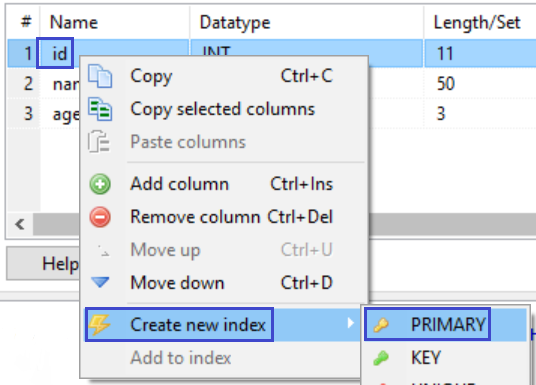 # Name Datatype Length/Set
1 id INT 11
2 50
3 age 3
Copy Ctrl+C
Copy selected columns
Paste columns
Add column Ctrl+Ins
Remove column Ctrl+Del
Move up Ctrl+U
Help Move down Ctrl+D
Create new index PRIMARY
Add to index KEY